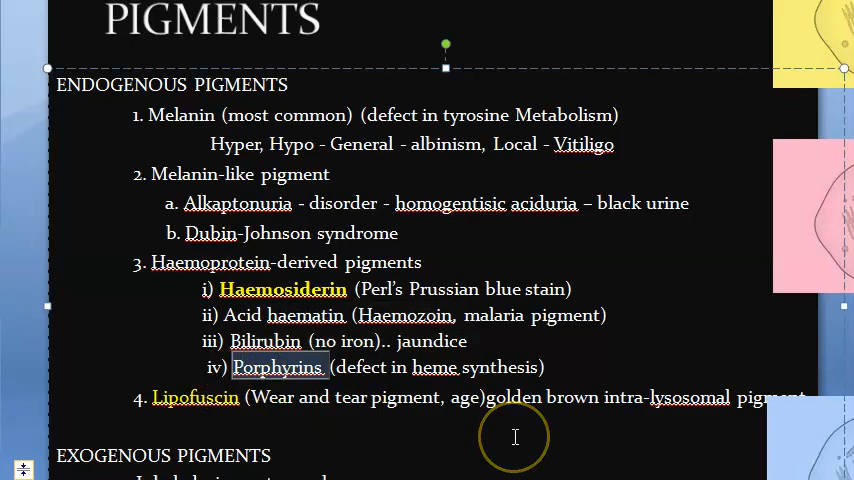 PIGMENTS
ENDOGENOUS PIGMENTS
1. Melanin (most common) (defect in tyrosine Metabolism)
Hyper, Hypo - General - albinism, Local - Vitiligo
2. Melanin-like pigment
a. Alkaptonuria - disorder - homogentisic aciduria – black urine
b. Dubin-Johnson syndrome
3. Haemoprotein-derived pigments
i) Haemosiderin (Perl's Prussian blue stain)
ii) Acid haematin (Haemozoin, malaria pigment)
iii) Bilirubin (no iron).. jaundice
iv) Porphyrins (defect in heme synthesis)
4. Lipofuscin (Wear and tear pigment, age)golden brown intra-lysosomal pigment
EXOGENOUS PIGMENTS